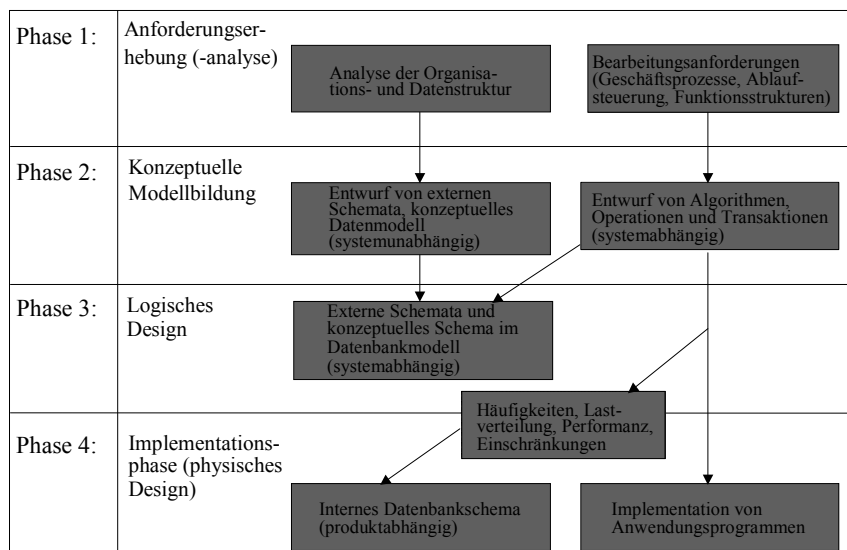 Phase 1:
Anforderungser-
hebung (-analyse)
Analyse der Organisa-
tions- und Datenstruktur
Bearbeitungsanforderungen
(Geschäftsprozesse, Ablauf-
steuerung, Funktionsstrukturen)
Phase 2:
Konzeptuelle
Modellbildung
Entwurf von externen
Schemata, konzeptuelles
Datenmodell
(systemunabhängig)
Entwurf von Algorithmen,
Operationen und Transaktionen
(systemabhängig)
Phase 3:
Logisches
Design
Externe Schemata und
konzeptuelles Schema im
Datenbankmodell
(systemabhängig)
Häufigkeiten, Last-
verteilung, Performanz,
Einschränkungen
Phase 4:
Implementations-
phase (physisches
Design)
Internes Datenbankschema
(produktabhängig)
Implementation von
Anwendungsprogrammen